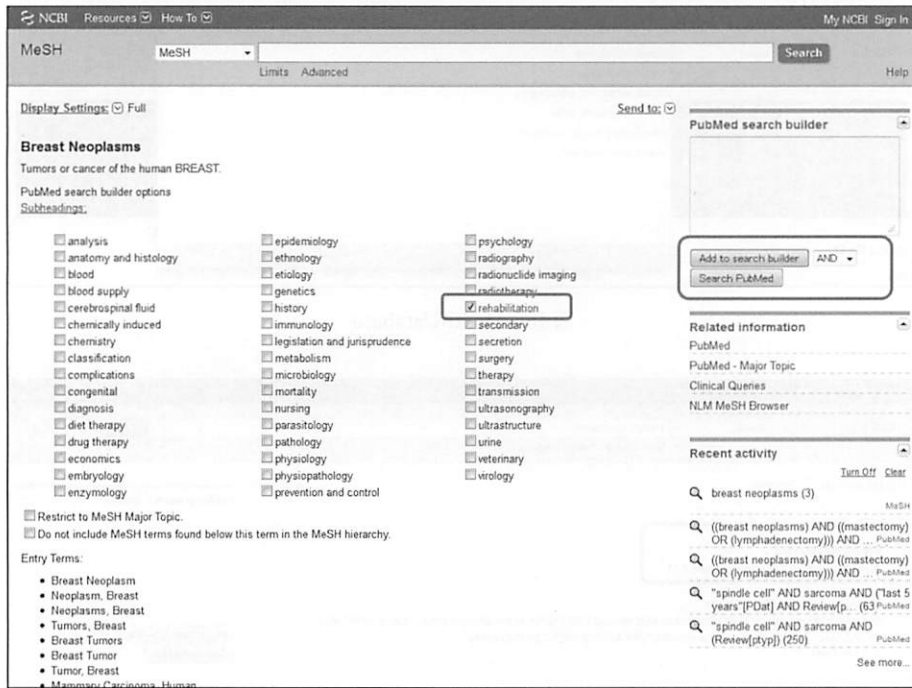 NCBI Resources How To My NCBI Sign In
MeSH MeSH Search
Limits Advanced Help
Display Settings: Full Send to:
Breast Neoplasms
Tumors or cancer of the human BREAST.
PubMed search builder options
Subheadings:
analysis
anatomy and histology
blood
blood supply
cerebrospinal fluid
chemically induced
chemistry
classification
complications
congenital
diagnosis
diet therapy
drug therapy
economics
embryology
enzymology
epidemiology
ethnology
etiology
genetics
history
immunology
legislation and jurisprudence
metabolism
microbiology
mortality
nursing
parasitology
pathology
physiology
physiopathology
prevention and control
psychology
radiography
radionuclide imaging
radiotherapy
rehabilitation
secondary
secretion
surgery
therapy
transmission
ultrasonography
ultrastructure
urine
veterinary
virology
Restrict to MeSH Major Topic.
Do not include MeSH terms found below this term in the MeSH hierarchy.
Entry Terms:
• Breast Neoplasm
• Neoplasm, Breast
• Neoplasms, Breast
• Tumors, Breast
• Breast Tumors
• Breast Tumor
• Tumor, Breast
• Mammary Carcinoma, Human
PubMed search builder
Add to search builder AND
Search PubMed
Related information
PubMed
PubMed - Major Topic
Clinical Queries
NLM MeSH Browser
Recent activity
Turn Off Clear
breast neoplasms (3)
MeSH
((breast neoplasms) AND ((mastectomy)
OR (lymphadenectomy))) AND ... PubMed
((breast neoplasms) AND ((mastectomy)
OR (lymphadenectomy))) AND ... PubMed
"spindle cell" AND sarcoma AND ("last 5
years"[PDat] AND Review[p... (63 PubMed
"spindle cell" AND sarcoma AND
(Review[ptyp]) (250) PubMed
See more...